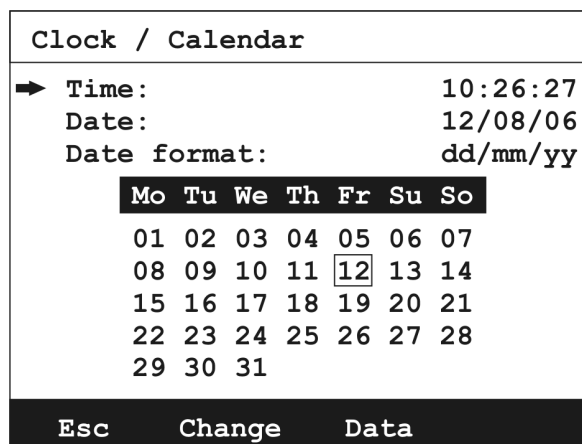 Clock / Calendar
Time: 10:26:27
Date: 12/08/06
Date format: dd/mm/yy
Mo Tu We Th Fr Su So
01 02 03 04 05 06 07
08 09 10 11 12 13 14
15 16 17 18 19 20 21
22 23 24 25 26 27 28
29 30 31
Esc Change Data